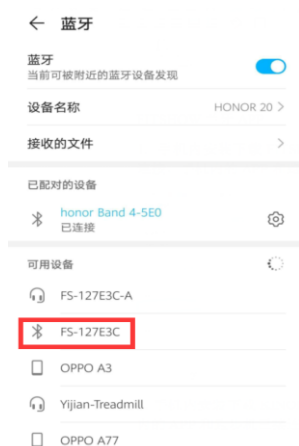 蓝牙
蓝牙
当前可被附近的蓝牙设备发现
设备名称 HONOR 20
接收的文件
已配对的设备
honor Band 4-5E0
已连接
可用设备
FS-127E3C-A
FS-127E3C
OPPO A3
Yijian-Treadmill
OPPO A77